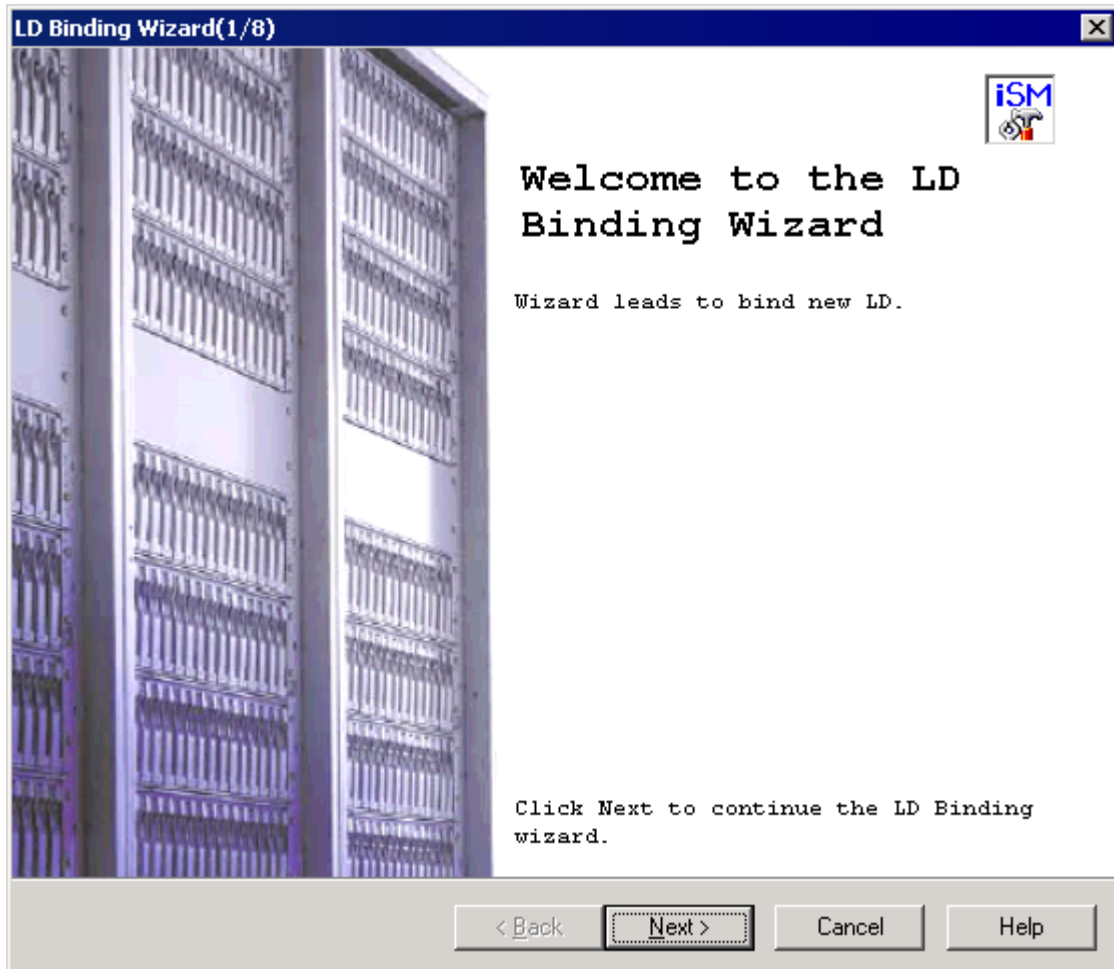 LD Binding Wizard(1/8)
iSM
Welcome to the LD
Binding Wizard
Wizard leads to bind new LD.
Click Next to continue the LD Binding
wizard.
< Back
Next >
Cancel
Help